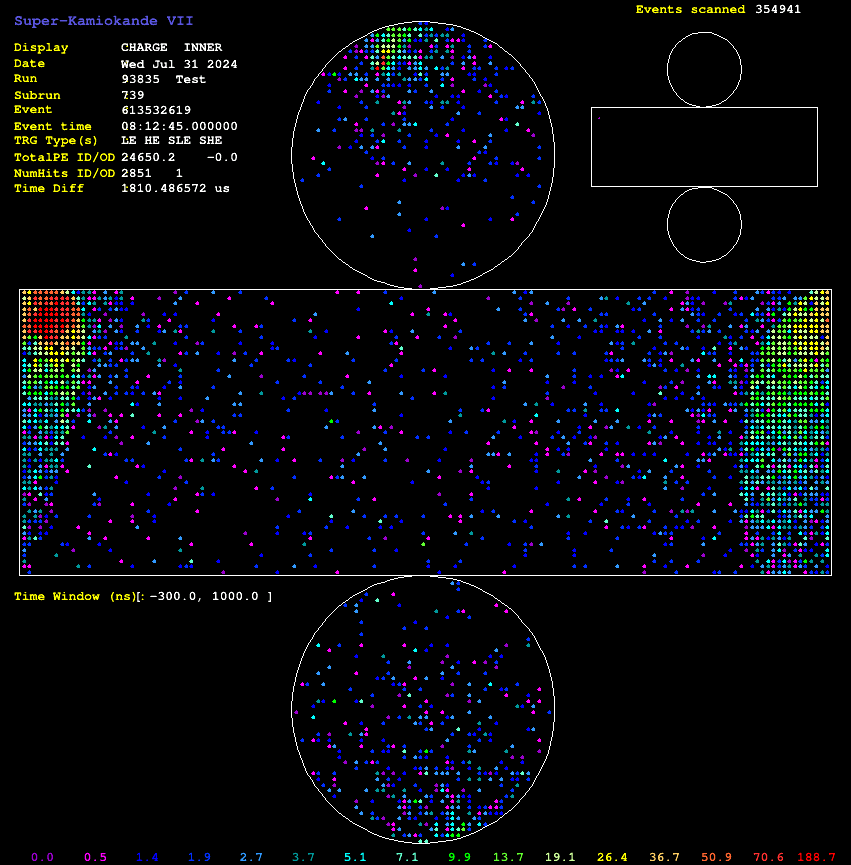 Super-Kamiokande VII
Events scanned 354941
Display CHARGE INNER
Date Wed Jul 31 2024
Run 93835 Test
Subrun 739
Event 613532619
Event time 08:12:45.000000
TRG Type(s) LE HE SLE SHE
TotalPE ID/OD 24650.2 -0.0
NumHits ID/OD 2851 1
Time Diff 1810.486572 us
Time Window (ns)[: -300.0, 1000.0 ]
0.0 0.5 1.4 1.9 2.7 3.7 5.1 7.1 9.9 13.7 19.1 26.4 36.7 50.9 70.6 188.7